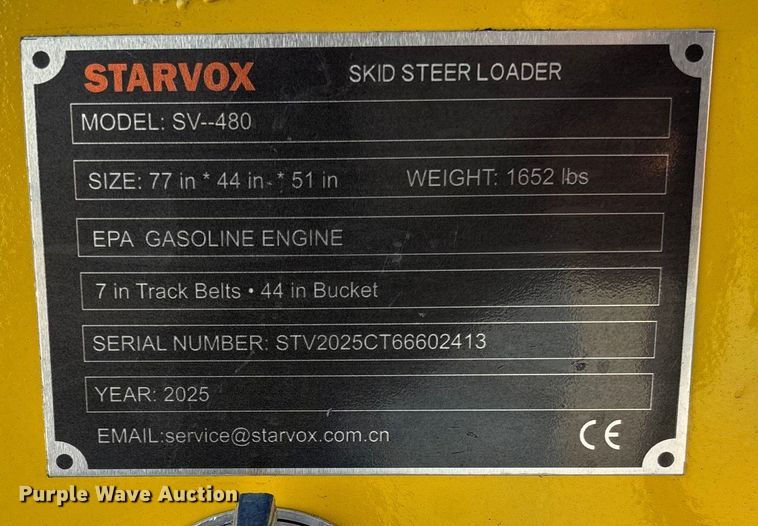 STARVOX SKID STEER LOADER
MODEL: SV--480
SIZE: 77 in * 44 in * 51 in WEIGHT: 1652 lbs
EPA GASOLINE ENGINE
7 in Track Belts • 44 in Bucket
SERIAL NUMBER: STV2025CT66602413
YEAR: 2025
EMAIL:service@starvox.com.cn CE
Purple Wave Auction